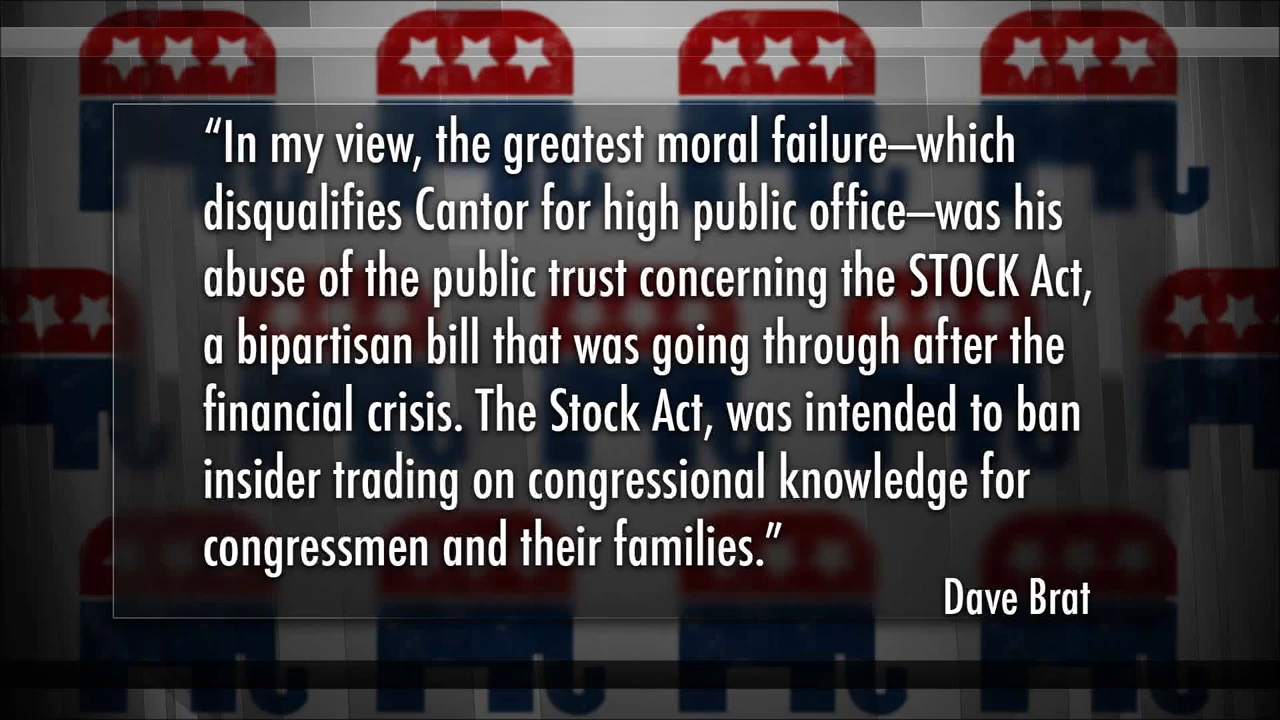 “In my view, the greatest moral failure–which
disqualifies Cantor for high public office–was his
abuse of the public trust concerning the STOCK Act,
a bipartisan bill that was going through after the
financial crisis. The Stock Act, was intended to ban
insider trading on congressional knowledge for
congressmen and their families.”
Dave Brat